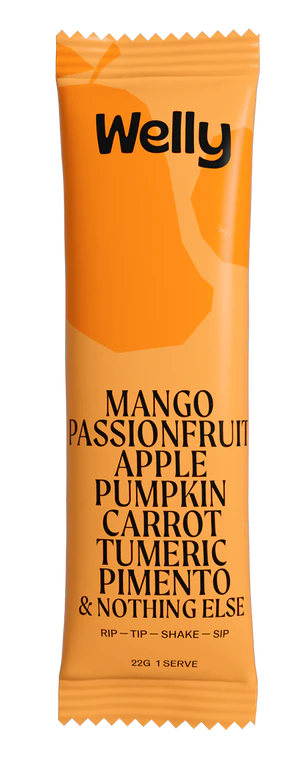 Welly
MANGO
PASSIONFRUIT
APPLE
PUMPKIN
CARROT
TUMERIC
PIMENTO
& NOTHING ELSE
RIP — TIP — SHAKE — SIP
22G 1 SERVE